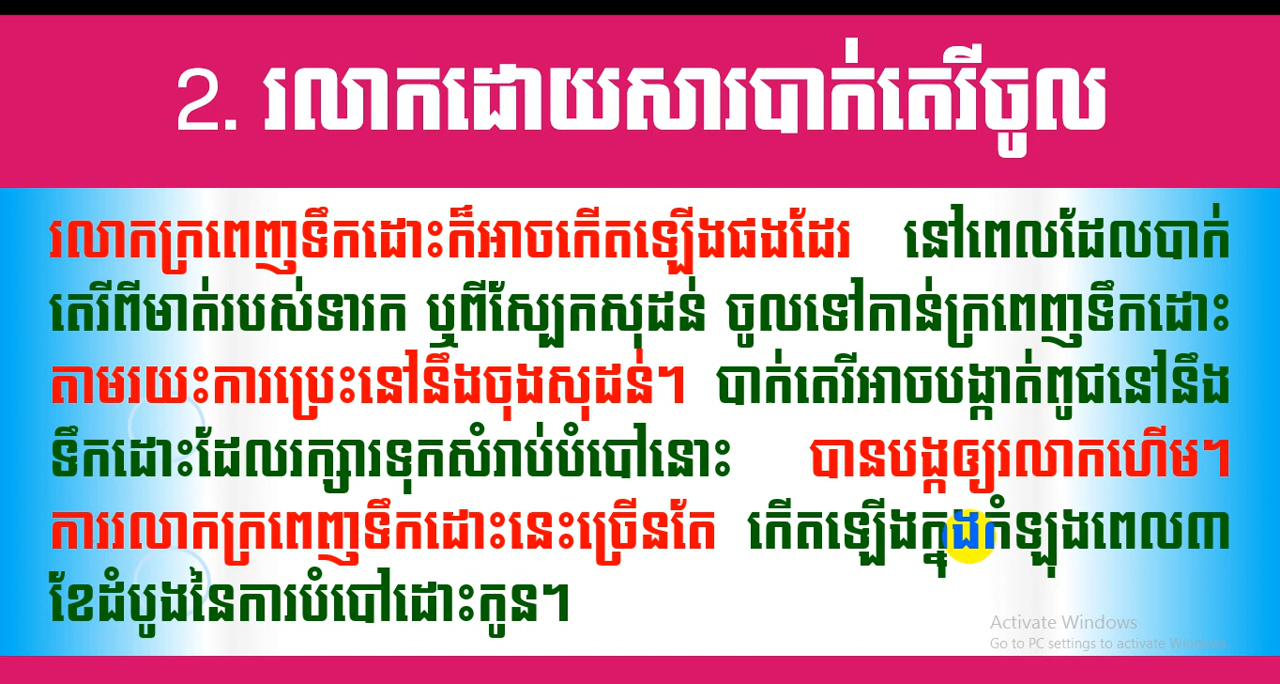 2. រលាកដោយសារបាក់តេរីចូល
រលាកក្រពេញទឹកដោះក៏អាចកើតឡើងផងដែរ នៅពេលដែលបាក់
តេរីពីមាត់របស់ទារក ឬពីស្បែកសុដន់ ចូលទៅកាន់ក្រពេញទឹកដោះ
តាមរយះការប្រេះនៅនឹងចុងសុដន់។ បាក់តេរីអាចបង្កាត់ពូជនៅនឹង
ទឹកដោះដែលរក្សារទុកសំរាប់បំបៅនោះ បានបង្កឲ្យរលាកហើម។
ការរលាកក្រពេញទឹកដោះនេះច្រើនតែ កើតឡើងក្នុងកំឡុងពេល៣
ខែដំបូងនៃការបំបៅដោះកូន។
Activate Windows
Go to PC settings to activate Windows.